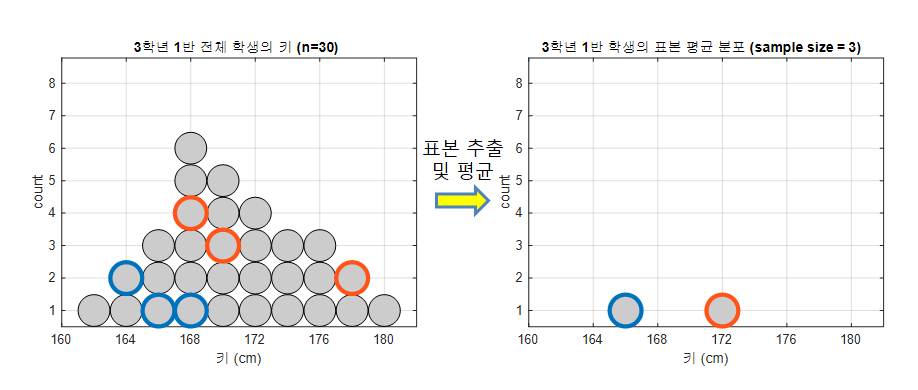 3학년 1반 전체 학생의 키 (n=30)
8
7
6
5
4
3
2
1
count
160 164 168 172 176 180
키 (cm)
표본 추출
및 평균
3학년 1반 학생의 표본 평균 분포 (sample size = 3)
8
7
6
5
4
3
2
1
count
160 164 168 172 176 180
키 (cm)